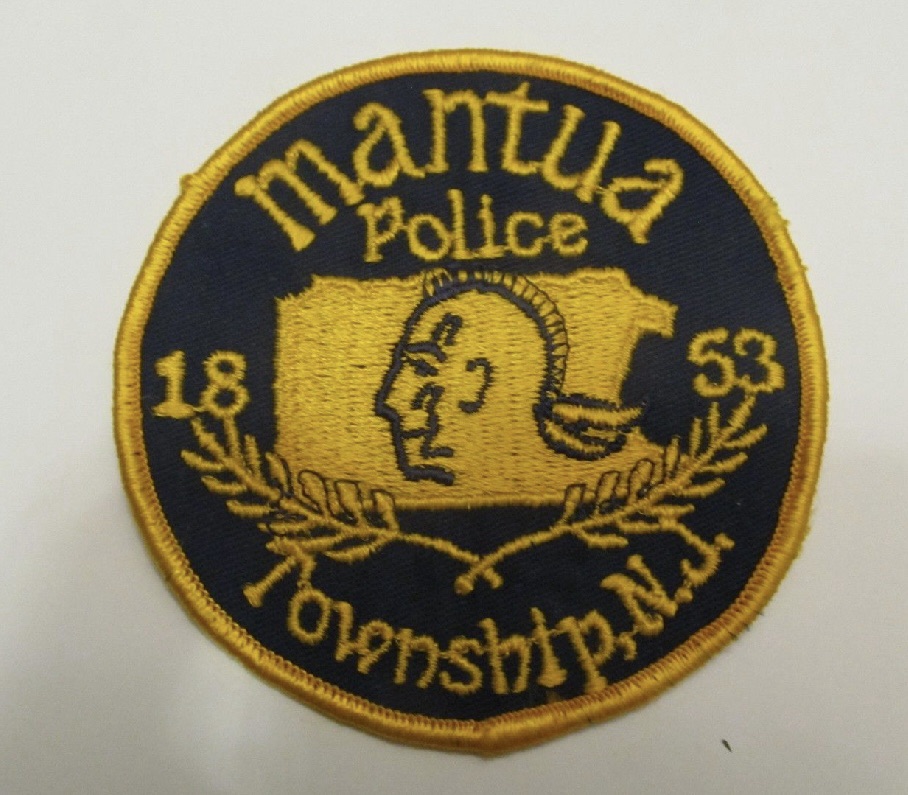 Mantua
Police
18 53
Township, N.J.